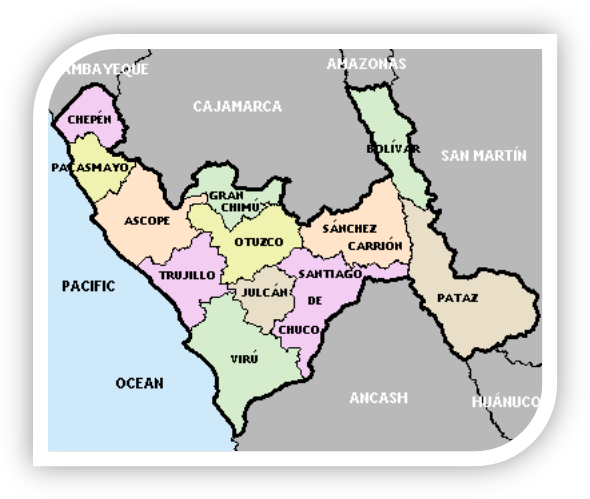 AMBAYEQUE
AMAZONAS
CAJAMARCA
CHEPÉN
BOLÍVAR
SAN MARTÍN
PACASMAYO
GRAN
CHIMÚ
ASCOPE
SÁNCHEZ
CARRIÓN
OTUZCO
TRUJILLO
SANTIAGO
DE
CHUCO
JULCÁN
PACIFIC
OCEAN
PATAZ
VIRÚ
ANCASH
HUÁNUCO